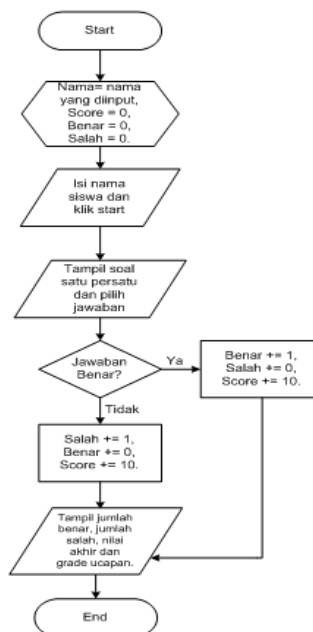 Start
Nama= nama
yang diinput,
Score = 0,
Benar = 0,
Salah = 0.
Isi nama
siswa dan
klik start
Tampil soal
satu persatu
dan pilih
jawaban
Jawaban
Benar?
Ya
Benar += 1,
Salah += 0,
Score += 10.
Tidak
Salah += 1,
Benar += 0,
Score += 10.
Tampil jumlah
benar, jumlah
salah, nilai
akhir dan
grade ucapan.
End